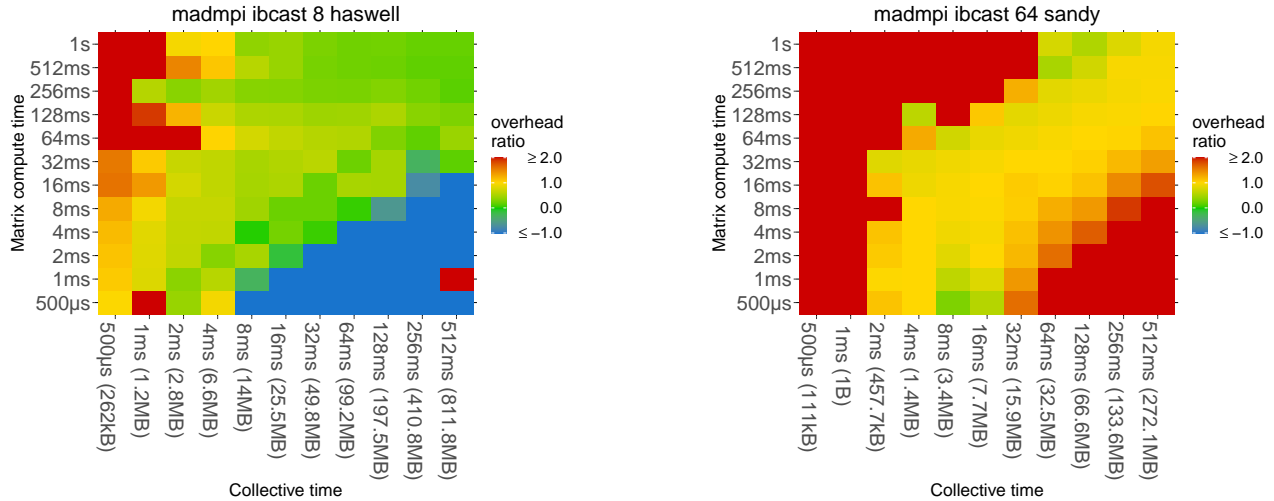 madmpi ibcast 8 haswell
Matrix compute time
1s
512ms
256ms
128ms
64ms
32ms
16ms
8ms
4ms
2ms
1ms
500μs
500μs (262kB)
1ms (1.2MB)
2ms (2.8MB)
4ms (6.6MB)
8ms (14MB)
16ms (25.5MB)
32ms (49.8MB)
64ms (99.2MB)
128ms (197.5MB)
256ms (410.8MB)
512ms (811.8MB)
Collective time
overhead
ratio
≥ 2.0
1.0
0.0
≤ −1.0
madmpi ibcast 64 sandy
Matrix compute time
1s
512ms
256ms
128ms
64ms
32ms
16ms
8ms
4ms
2ms
1ms
500μs
500μs (111kB)
1ms (1B)
2ms (457.7kB)
4ms (1.4MB)
8ms (3.4MB)
16ms (7.7MB)
32ms (15.9MB)
64ms (32.5MB)
128ms (66.6MB)
256ms (133.6MB)
512ms (272.1MB)
Collective time
overhead
ratio
≥ 2.0
1.0
0.0
≤ −1.0